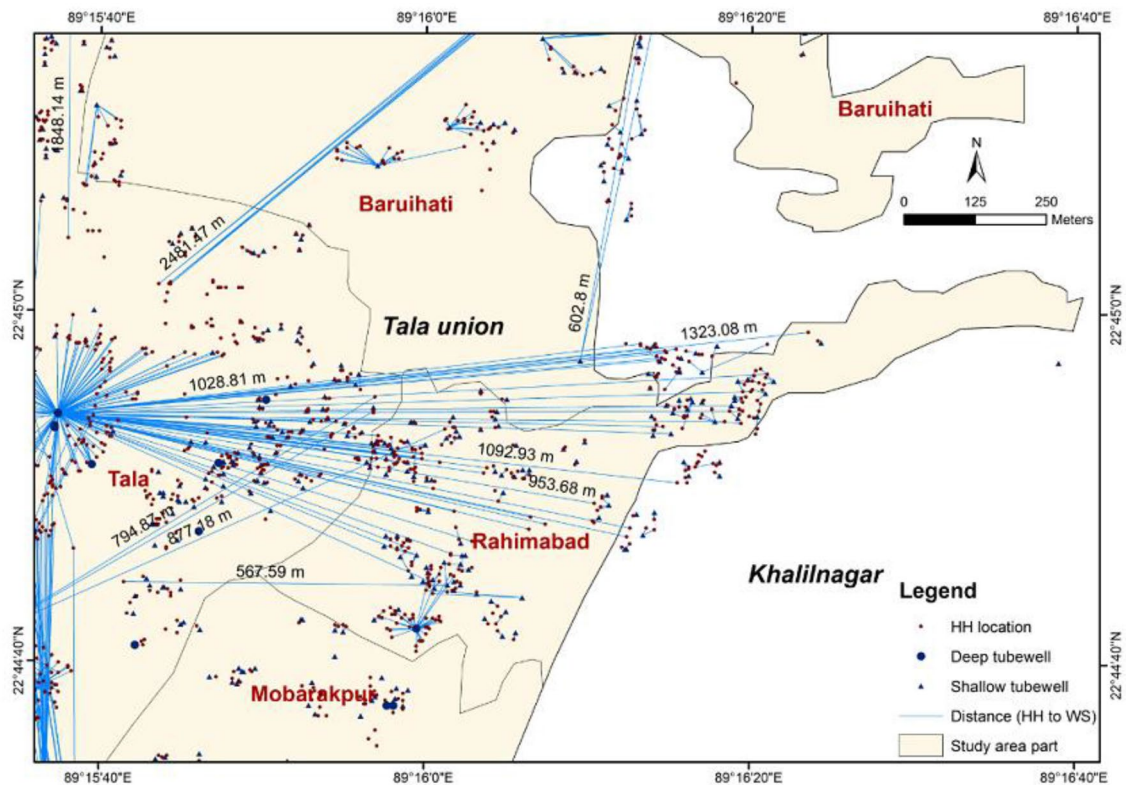 89°15'40"E
89°16'0"E
89°16'20"E
89°16'40"E
1848.14 m
Baruihati
N
Baruihati
0
125
250
Meters
2481.47 m
22°45'0"N
22°45'0"N
602.8 m
Tala union
1323.08 m
1028.81 m
1092.93 m
Tala
953.68 m
794.87 m
877.18 m
Rahimabad
567.59 m
Khalilnagar
Legend
HH location
Deep tubewell
Shallow tubewell
Distance (HH to WS)
Study area part
22°44'40"N
22°44'40"N
Mobarakpur
89°15'40"E
89°16'0"E
89°16'20"E
89°16'40"E